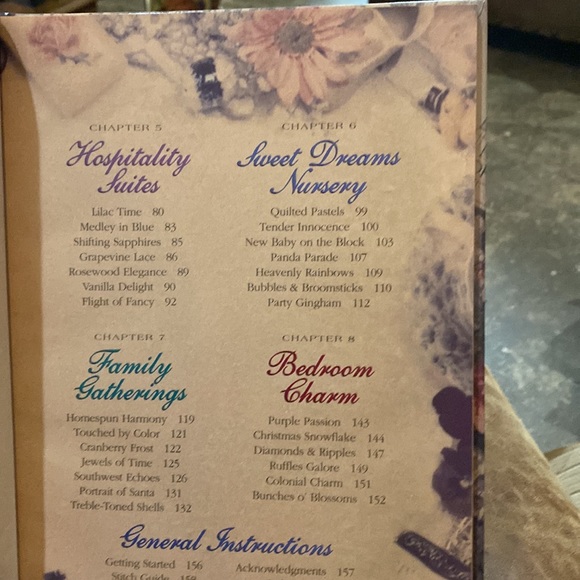 CHAPTER 5
Hospitality
Suites
Lilac Time 80
Medley in Blue 83
Shifting Sapphires 85
Grapevine Lace 86
Rosewood Elegance 89
Vanilla Delight 90
Flight of Fancy 92
CHAPTER 6
Sweet Dreams
Nursery
Quilted Pastels 99
Tender Innocence 100
New Baby on the Block 103
Panda Parade 107
Heavenly Rainbows 109
Bubbles & Broomsticks 110
Party Gingham 112
CHAPTER 7
Family
Gatherings
Homespun Harmony 119
Touched by Color 121
Cranberry Frost 122
Jewels of Time 125
Southwest Echoes 126
Portrait of Santa 131
Treble-Toned Shells 132
CHAPTER 8
Bedroom
Charm
Purple Passion 143
Christmas Snowflake 144
Diamonds & Ripples 147
Ruffles Galore 149
Colonial Charm 151
Bunches o' Blossoms 152
General Instructions
Getting Started 156
Stitch Guide 158
Acknowledgments 157